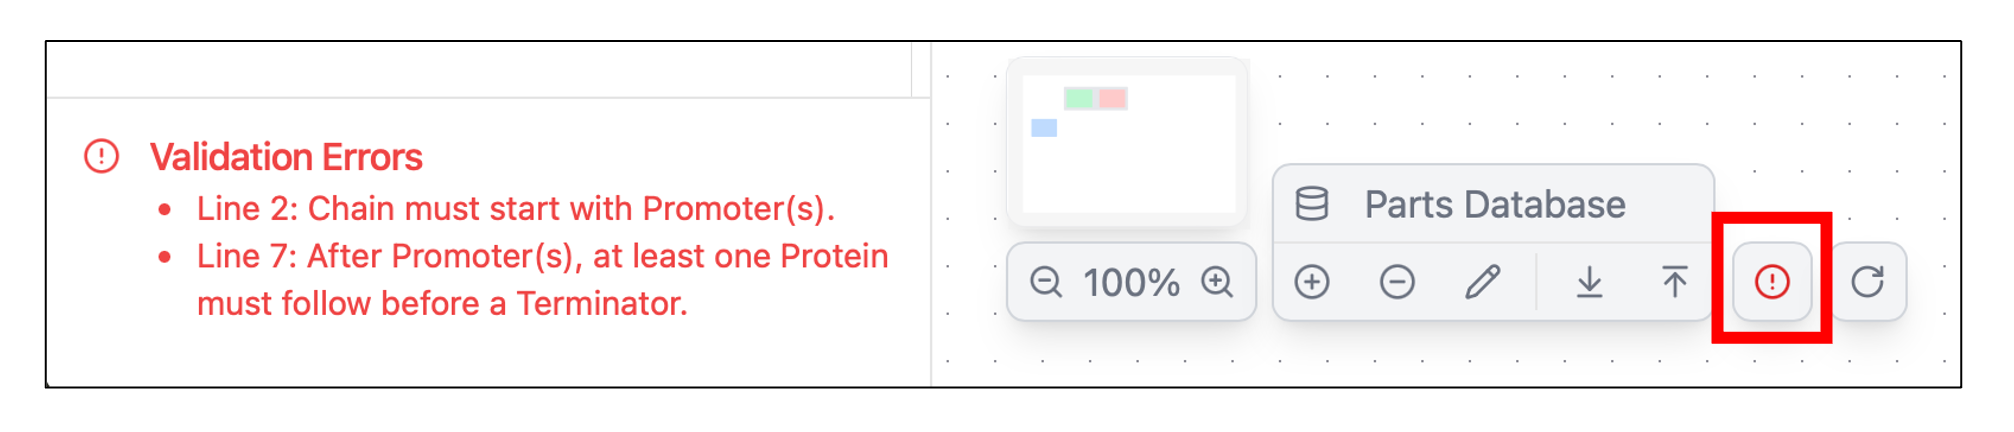 Validation Errors
• Line 2: Chain must start with Promoter(s).
• Line 7: After Promoter(s), at least one Protein
must follow before a Terminator.
Parts Database
100%